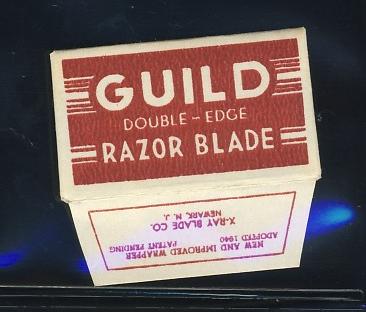 GUILD
DOUBLE-EDGE
RAZOR BLADE
NEW AND IMPROVED WRAPPER
ADOPTED 1940 PATENT PENDING
X-RAY BLADE CO.
NEWARK, N. J.